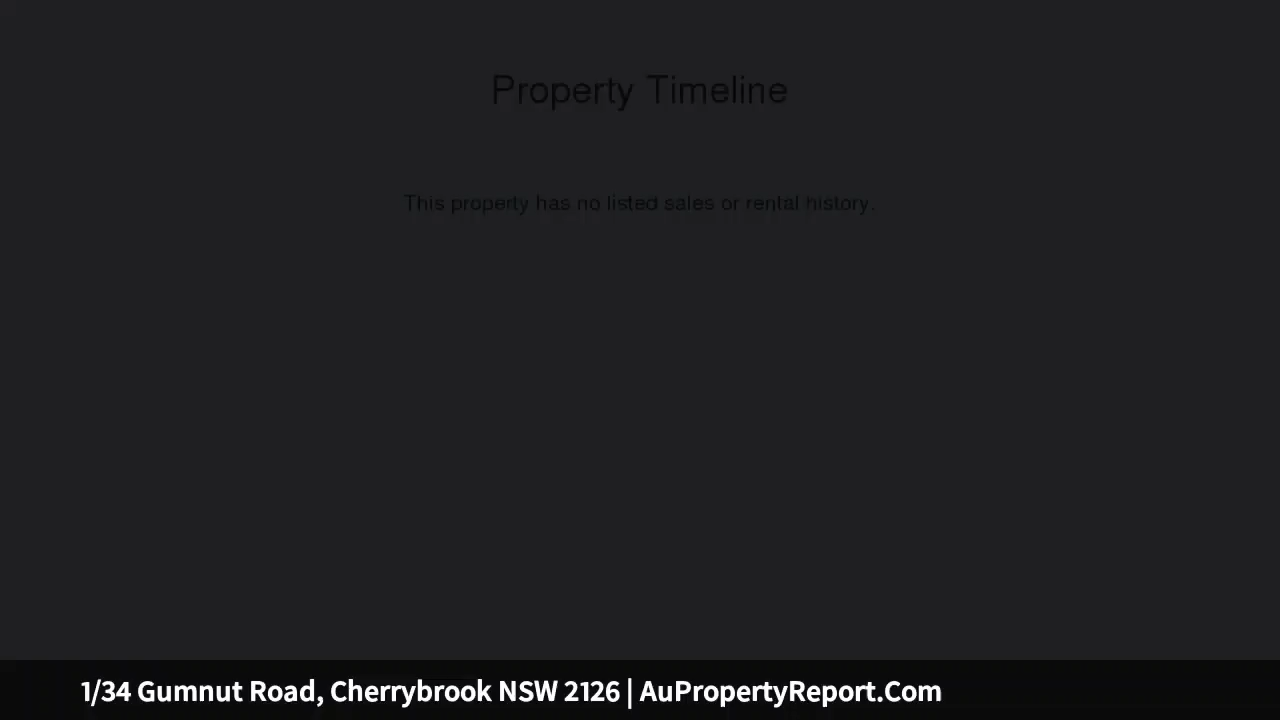 Property Timeline
This property has no listed sales or rental history.
1/34 Gumnut Road, Cherrybrook NSW 2126 | AuPropertyReport.Com